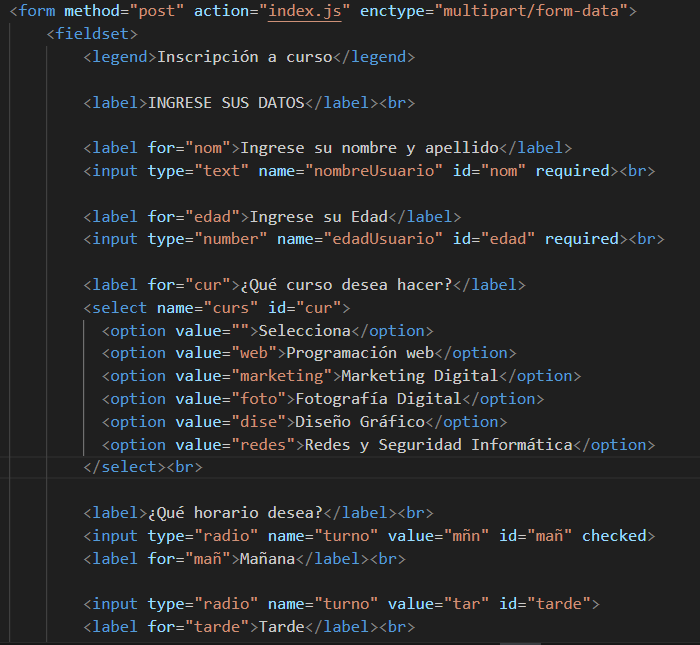 <form method="post" action="index.js" enctype="multipart/form-data">
<fieldset>
<legend>Inscripción a curso</legend>
<label>INGRESE SUS DATOS</label><br>
<label for="nom">Ingrese su nombre y apellido</label>
<input type="text" name="nombreUsuario" id="nom" required><br>
<label for="edad">Ingrese su Edad</label>
<input type="number" name="edadUsuario" id="edad" required><br>
<label for="cur">¿Qué curso desea hacer?</label>
<select name="curs" id="cur">
<option value="">Selecciona</option>
<option value="web">Programación web</option>
<option value="marketing">Marketing Digital</option>
<option value="foto">Fotografía Digital</option>
<option value="dise">Diseño Gráfico</option>
<option value="redes">Redes y Seguridad Informática</option>
</select><br>
<label>¿Qué horario desea?</label><br>
<input type="radio" name="turno" value="mñn" id="mañ" checked>
<label for="mañ">Mañana</label><br>
<input type="radio" name="turno" value="tar" id="tarde">
<label for="tarde">Tarde</label><br>